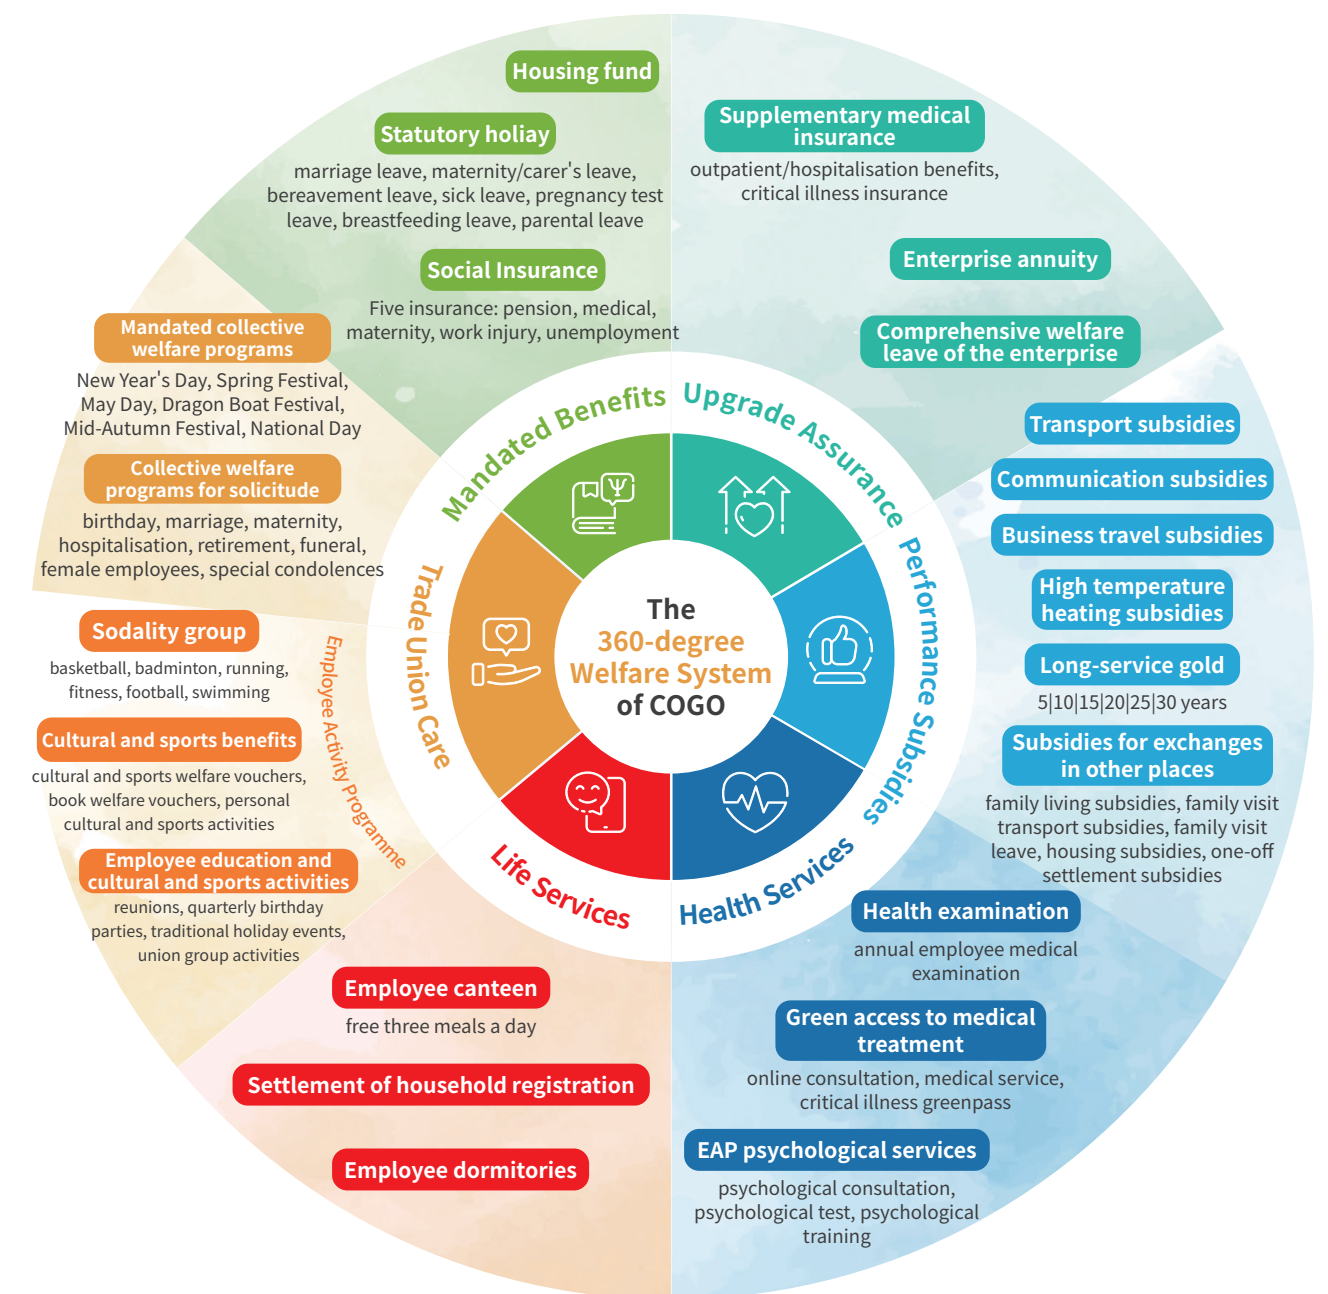 The
360-degree
Welfare System
of COGO
Mandated Benefits
Housing fund
Statutory holiay
marriage leave, maternity/carer's leave,
bereavement leave, sick leave, pregnancy test
leave, breastfeeding leave, parental leave
Social Insurance
Five insurance: pension, medical,
maternity, work injury, unemployment
Upgrade Assurance
Supplementary medical
insurance
outpatient/hospitalisation benefits,
critical illness insurance
Enterprise annuity
Comprehensive welfare
leave of the enterprise
Performance Subsidies
Transport subsidies
Communication subsidies
Business travel subsidies
High temperature
heating subsidies
Long-service gold
5|10|15|20|25|30 years
Subsidies for exchanges
in other places
family living subsidies, family visit
transport subsidies, family visit
leave, housing subsidies, one-off
settlement subsidies
Health Services
Health examination
annual employee medical
examination
Green access to medical
treatment
online consultation, medical service,
critical illness greenpass
EAP psychological services
psychological consultation,
psychological test, psychological
training
Life Services
Employee canteen
free three meals a day
Settlement of household registration
Employee dormitories
Trade Union Care
Mandated collective
welfare programs
New Year's Day, Spring Festival,
May Day, Dragon Boat Festival,
Mid-Autumn Festival, National Day
Collective welfare
programs for solicitude
birthday, marriage, maternity,
hospitalisation, retirement, funeral,
female employees, special condolences
Employee Activity Programme
Sodality group
basketball, badminton, running,
fitness, football, swimming
Cultural and sports benefits
cultural and sports welfare vouchers,
book welfare vouchers, personal
cultural and sports activities
Employee education and
cultural and sports activities
reunions, quarterly birthday
parties, traditional holiday events,
union group activities
Ψ